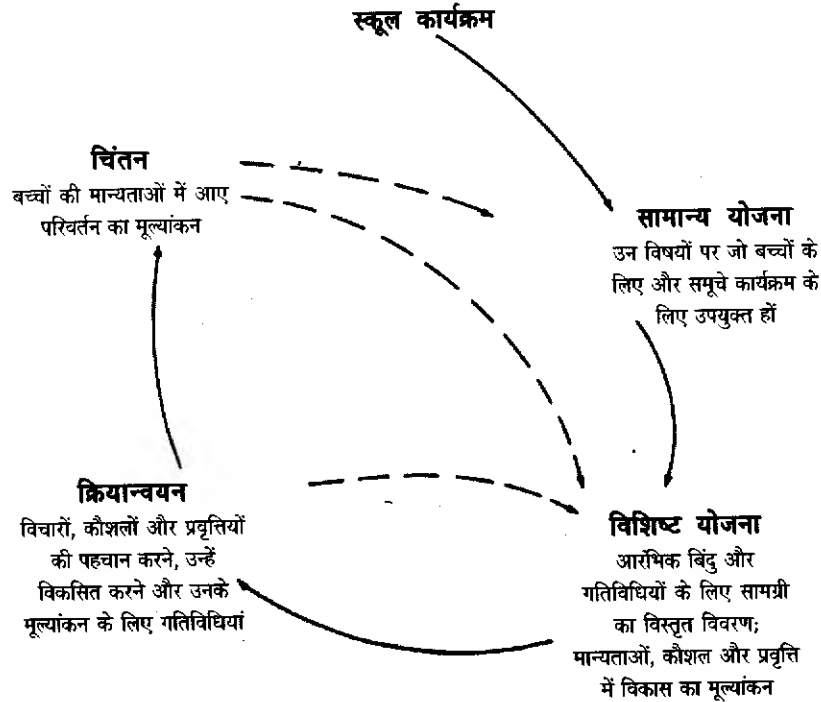 स्कूल कार्यक्रम
चिंतन
बच्चों की मान्यताओं में आए
परिवर्तन का मूल्यांकन
सामान्य योजना
उन विषयों पर जो बच्चों के
लिए और समूचे कार्यक्रम के
लिए उपयुक्त हों
क्रियान्वयन
विचारों, कौशलों और प्रवृत्तियों
की पहचान करने, उन्हें
विकसित करने और उनके
मूल्यांकन के लिए गतिविधियां
विशिष्ट योजना
आरंभिक बिंदु और
गतिविधियों के लिए सामग्री
का विस्तृत विवरण;
मान्यताओं, कौशल और प्रवृत्ति
में विकास का मूल्यांकन